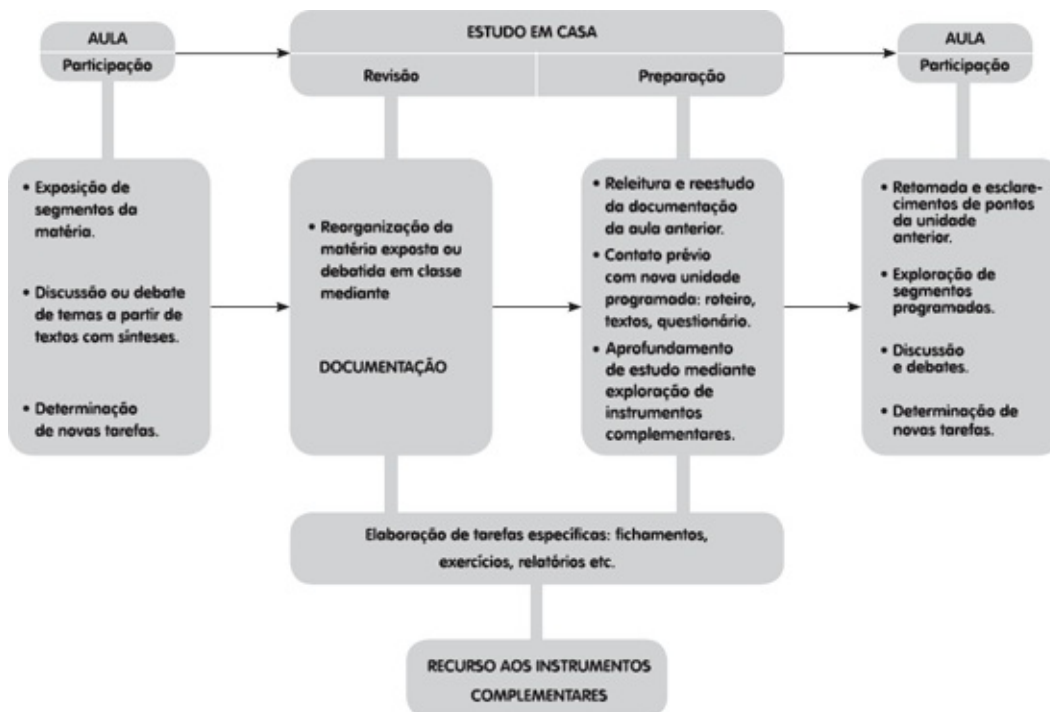 AULA
Participação
ESTUDO EM CASA
Revisão
Preparação
AULA
Participação
• Exposição de
segmentos da
matéria.
• Discussão ou debate
de temas a partir de
textos com sínteses.
• Determinação
de novas tarefas.
• Reorganização da
matéria exposta ou
debatida em classe
mediante
DOCUMENTAÇÃO
• Releitura e reestudo
da documentação
da aula anterior.
• Contato prévio
com nova unidade
programada: roteiro,
textos, questionário.
• Aprofundamento
de estudo mediante
exploração de
instrumentos
complementares.
• Retomada e esclare-
cimentos de pontos
da unidade
anterior.
• Exploração de
segmentos
programados.
• Discussão
e debates.
• Determinação de
novas tarefas.
Elaboração de tarefas específicas: fichamentos,
exercícios, relatórios etc.
RECURSO AOS INSTRUMENTOS
COMPLEMENTARES